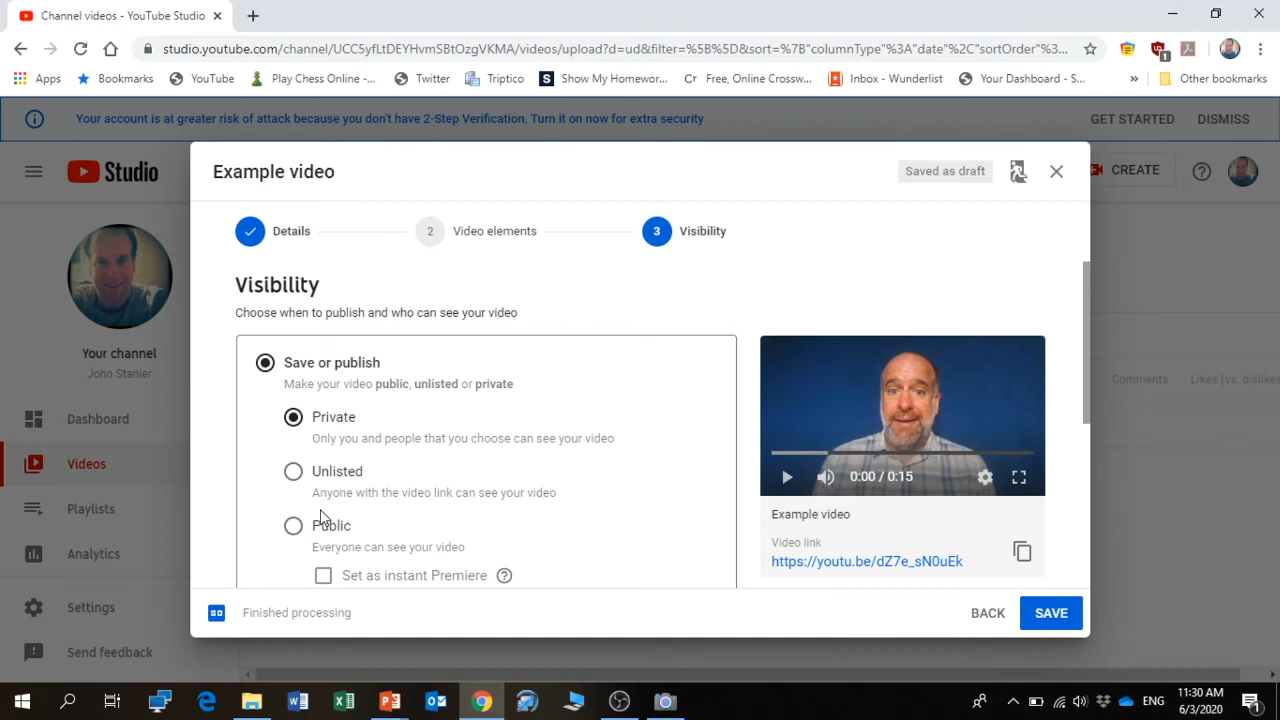 Channel videos - YouTube Studio
studio.youtube.com/channel/UCC5yfLtDEYHvmSBtOzgVKMA/videos/upload?d=ud&filter=%5B%5D&sort=%7B"columnType"%3A"date"%2C"sortOrder"%3...
1
Apps
Bookmarks
YouTube
Play Chess Online - ...
Twitter
Triptico
S
Show My Homewor...
Cr
Free, Online Crossw...
Inbox - Wunderlist
Your Dashboard - S...
»
Other bookmarks
Your account is at greater risk of attack because you don't have 2-Step Verification. Turn it on now for extra security
GET STARTED
DISMISS
Studio
Example video
Saved as draft
CREATE
Details
2
Video elements
3
Visibility
Visibility
Choose when to publish and who can see your video
Save or publish
Make your video public, unlisted or private
Private
Only you and people that you choose can see your video
Unlisted
Anyone with the video link can see your video
Public
Everyone can see your video
Set as instant Premiere
0:00 / 0:15
Example video
Video link
https://youtu.be/dZ7e_sN0uEk
Your channel
John Stanier
Comments
Likes (vs. dislike
Dashboard
Videos
Playlists
Analytics
Settings
Send feedback
SD
Finished processing
BACK
SAVE
ENG
11:30 AM
6/3/2020
1